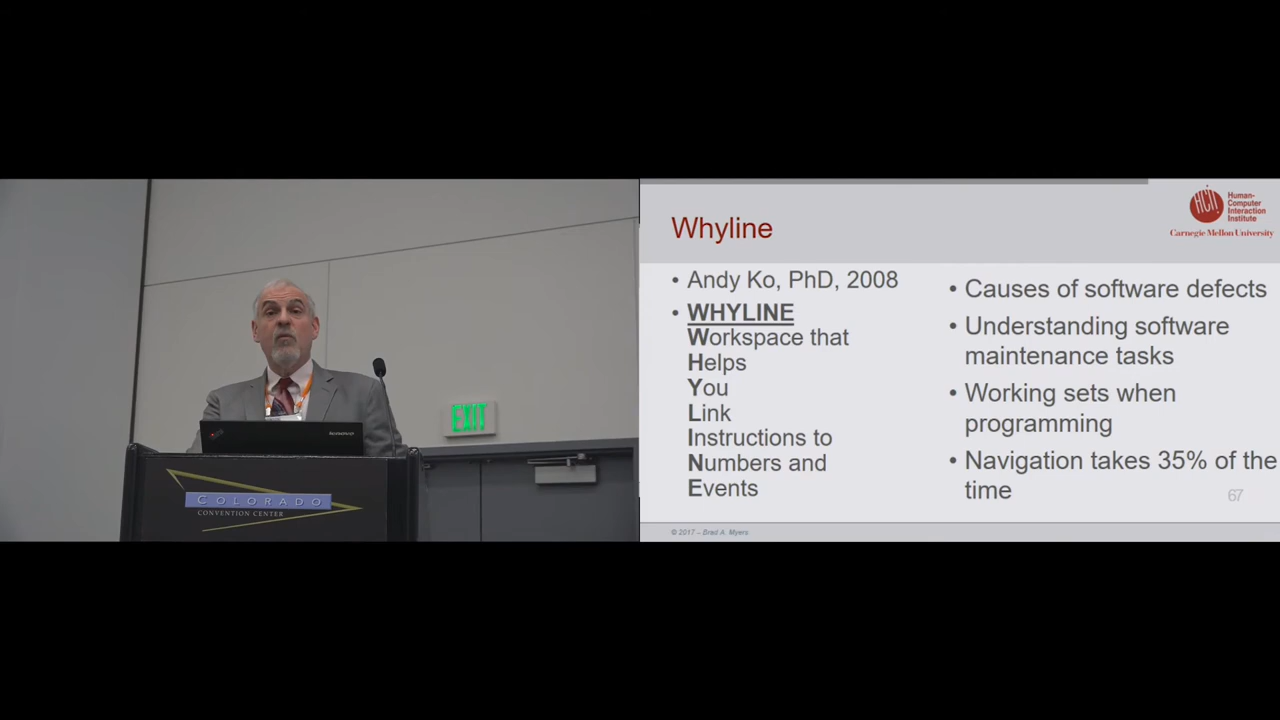 EXIT
COLORADO
CONVENTION CENTER
Whyline
HCII
Human-
Computer
Interaction
Institute
Carnegie Mellon University
• Andy Ko, PhD, 2008
• WHYLINE
Workspace that
Helps
You
Link
Instructions to
Numbers and
Events
• Causes of software defects
• Understanding software
maintenance tasks
• Working sets when
programming
• Navigation takes 35% of the
time
67
© 2017 – Brad A. Myers